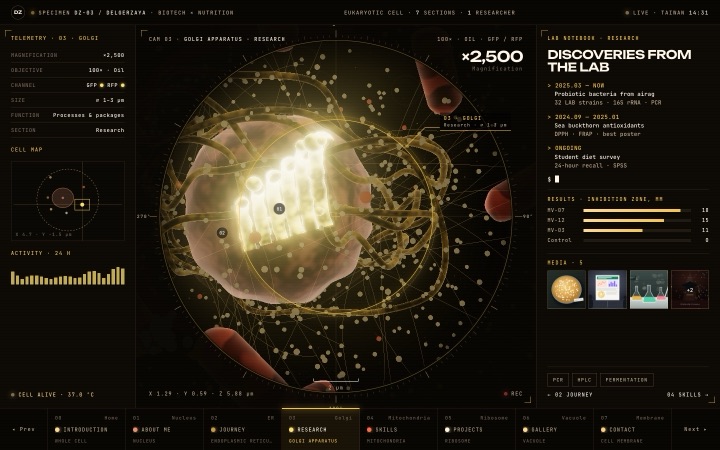 DZ
SPECIMEN DZ-03 / DELGERZAYA · BIOTECH × NUTRITION
EUKARYOTIC CELL · 7 SECTIONS · 1 RESEARCHER
LIVE · TAINAN 14:31
TELEMETRY · 03 · GOLGI
MAGNIFICATION ×2,500
OBJECTIVE 100× · Oil
CHANNEL GFP RFP
SIZE ⌀ 1–3 μm
FUNCTION Processes & packages
SECTION Research
CELL MAP
ACTIVITY · 24 H
CELL ALIVE · 37.0 °C
CAM 03 · GOLGI APPARATUS · RESEARCH
100× · OIL · GFP / RFP
×2,500
Magnification
03 · GOLGI
Research · ⌀ 1–3 μm
270°
90°
01
02
2 μm
X 1.29 · Y 0.59 · Z 5.08 μm
REC
LAB NOTEBOOK · RESEARCH
DISCOVERIES FROM
THE LAB
> 2025.03 — NOW
Probiotic bacteria from airag
32 LAB strains · 16S rRNA · PCR
> 2024.09 — 2025.01
Sea buckthorn antioxidants
DPPH · FRAP · best poster
> ONGOING
Student diet survey
24-hour recall · SPSS
$
RESULTS · INHIBITION ZONE, MM
MV-07 18
MV-12 15
MV-03 11
Control 0
MEDIA · 5
+2
PCR HPLC FERMENTATION
← 02 JOURNEY
04 SKILLS →
← Prev
00 Home
INTRODUCTION
WHOLE CELL
01 Nucleus
ABOUT ME
NUCLEUS
02 ER
JOURNEY
ENDOPLASMIC RETICUL
03 Golgi
RESEARCH
GOLGI APPARATUS
04 Mitochondria
SKILLS
MITOCHONDRIA
05 Ribosome
PROJECTS
RIBOSOME
06 Vacuole
GALLERY
VACUOLE
07 Membrane
CONTACT
CELL MEMBRANE
Next →